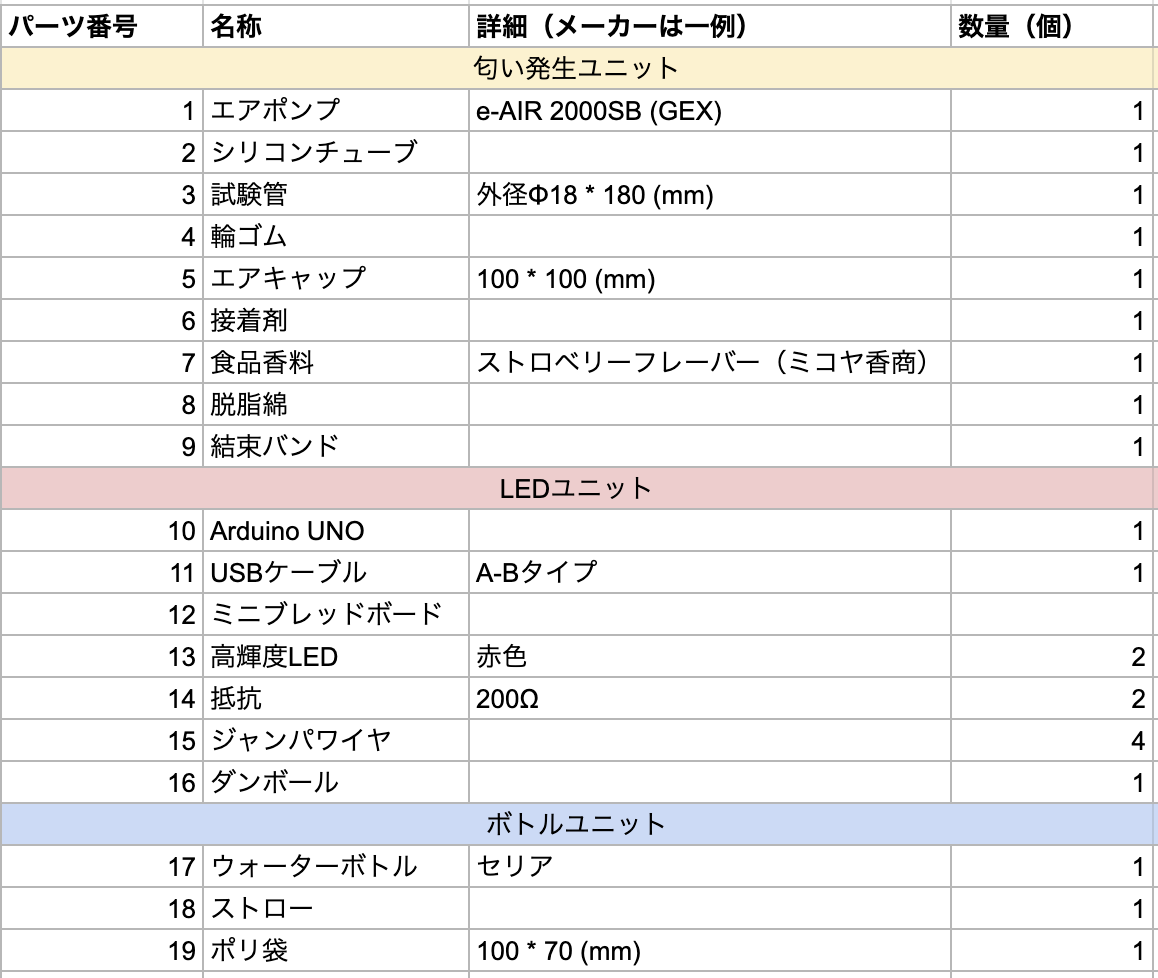 パーツ番号 名称 詳細（メーカーは一例） 数量（個）
匂い発生ユニット
1 エアポンプ e-AIR 2000SB (GEX) 1
2 シリコンチューブ 1
3 試験管 外径Φ18 * 180 (mm) 1
4 輪ゴム 1
5 エアキャップ 100 * 100 (mm) 1
6 接着剤 1
7 食品香料 ストロベリーフレーバー（ミコヤ香商） 1
8 脱脂綿 1
9 結束バンド 1
LEDユニット
10 Arduino UNO 1
11 USBケーブル A-Bタイプ 1
12 ミニブレッドボード
13 高輝度LED 赤色 2
14 抵抗 200Ω 2
15 ジャンパワイヤ 4
16 ダンボール 1
ボトルユニット
17 ウォーターボトル セリア 1
18 ストロー 1
19 ポリ袋 100 * 70 (mm) 1